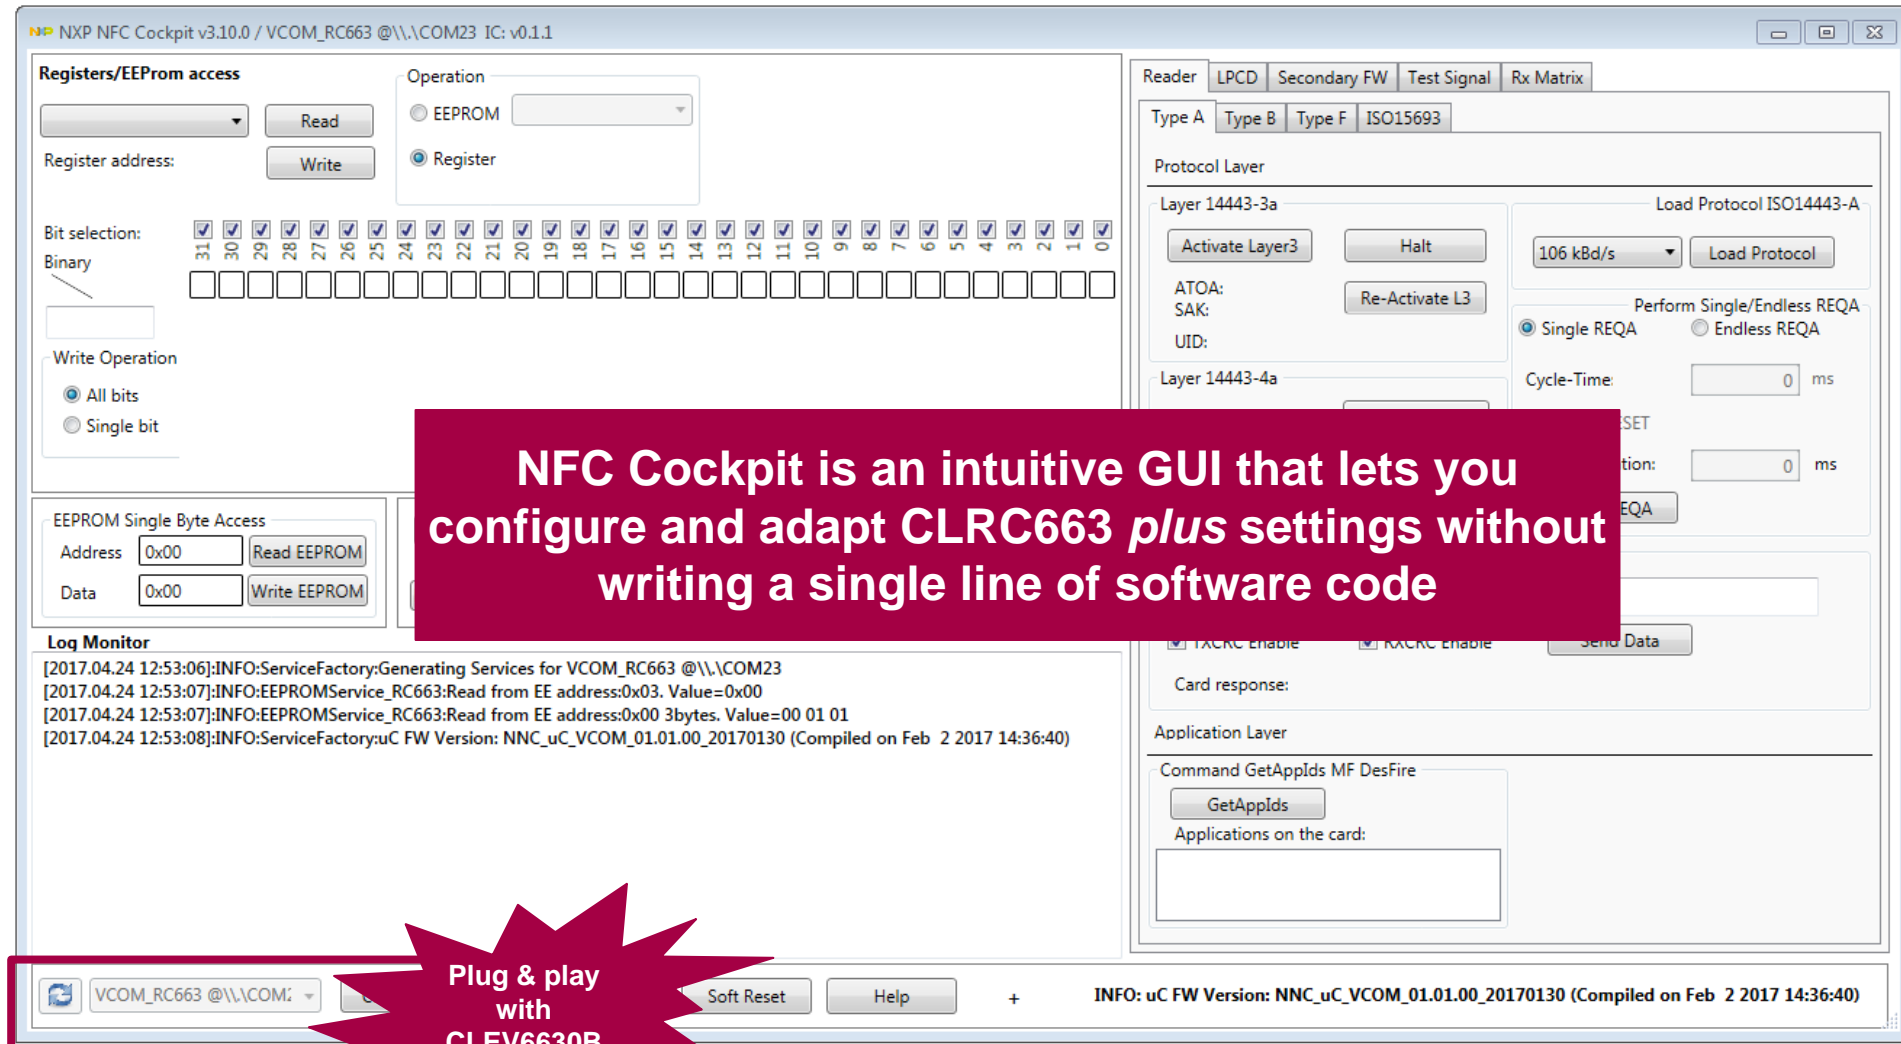 NXP NFC Cockpit v3.10.0 / VCOM_RC663 @\\.\COM23 IC: v0.1.1
Registers/EEProm access
Read
Register address:
Write
Operation
EEPROM
Register
Bit selection:
31 30 29 28 27 26 25 24 23 22 21 20 19 18 17 16 15 14 13 12 11 10 9 8 7 6 5 4 3 2 1 0
Binary
Write Operation
All bits
Single bit
EEPROM Single Byte Access
Address 0x00 Read EEPROM
Data 0x00 Write EEPROM
NFC Cockpit is an intuitive GUI that lets you
configure and adapt CLRC663 plus settings without
writing a single line of software code
Log Monitor
[2017.04.24 12:53:06]:INFO:ServiceFactory:Generating Services for VCOM_RC663 @\\.\COM23
[2017.04.24 12:53:07]:INFO:EEPROMService_RC663:Read from EE address:0x03. Value=0x00
[2017.04.24 12:53:07]:INFO:EEPROMService_RC663:Read from EE address:0x00 3bytes. Value=00 01 01
[2017.04.24 12:53:08]:INFO:ServiceFactory:uC FW Version: NNC_uC_VCOM_01.01.00_20170130 (Compiled on Feb 2 2017 14:36:40)
Reader LPCD Secondary FW Test Signal Rx Matrix
Type A Type B Type F ISO15693
Protocol Layer
Layer 14443-3a
Activate Layer3 Halt
ATQA:
SAK:
Re-Activate L3
UID:
Layer 14443-4a
Load Protocol ISO14443-A
106 kBd/s Load Protocol
Perform Single/Endless REQA
Single REQA Endless REQA
Cycle-Time: 0 ms
0 ms
TXCRC Enable RXCRC Enable Send Data
Card response:
Application Layer
Command GetAppIds MF DesFire
GetAppIds
Applications on the card:
VCOM_RC663 @\\.\COM2
Plug & play
with
CLEV6630B
Soft Reset Help +
INFO: uC FW Version: NNC_uC_VCOM_01.01.00_20170130 (Compiled on Feb 2 2017 14:36:40)